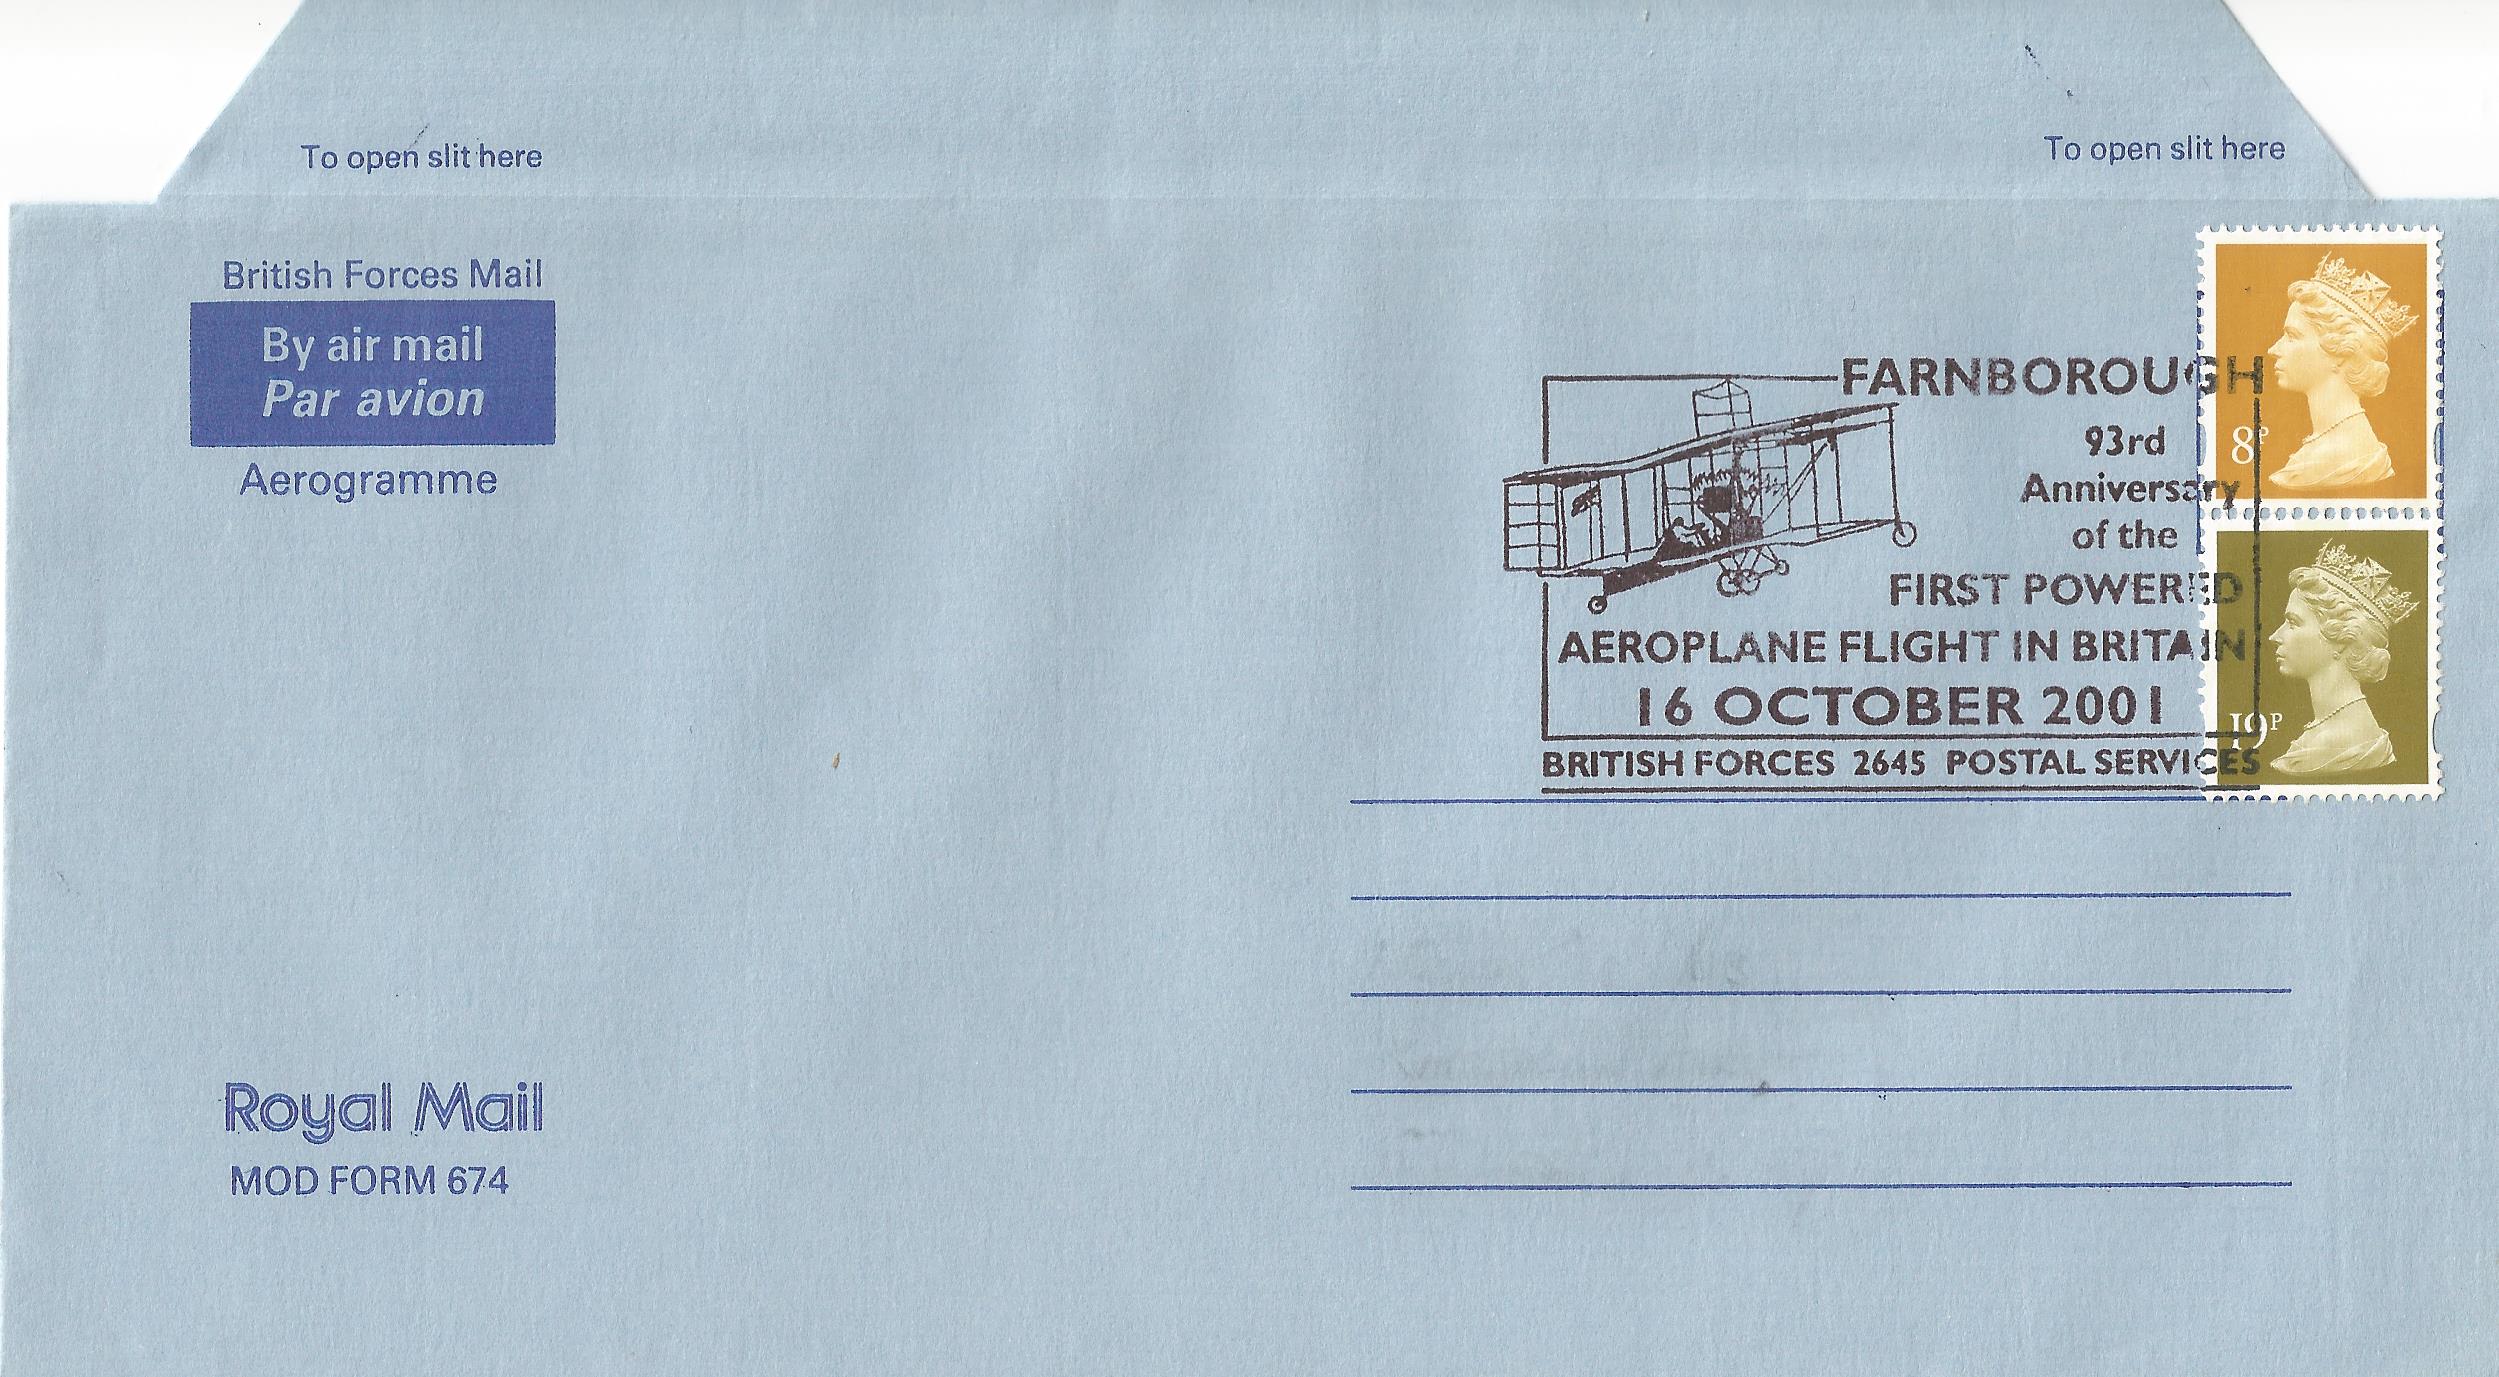 To open slit here
To open slit here
British Forces Mail
By air mail
Par avion
Aerogramme
FARNBOROUGH
93rd
Anniversary
of the
FIRST POWERED
AEROPLANE FLIGHT IN BRITAIN
16 OCTOBER 2001
BRITISH FORCES 2645 POSTAL SERVICES
8P
19P
Royal Mail
MOD FORM 674